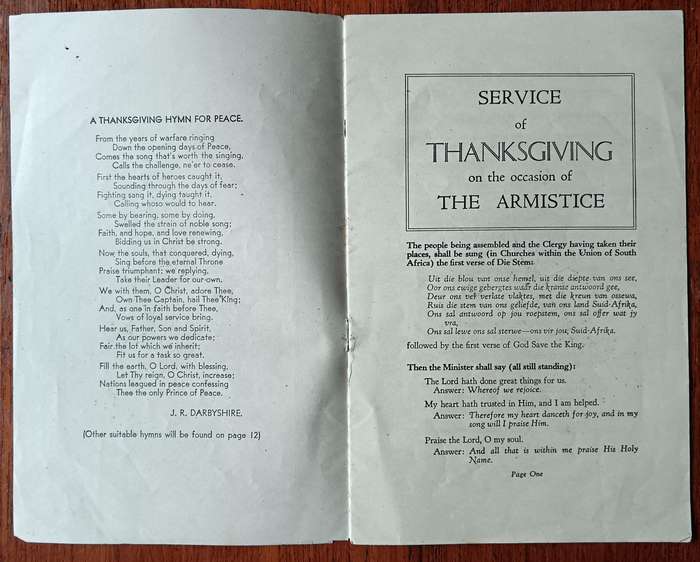 A THANKSGIVING HYMN FOR PEACE.
From the years of warfare ringing
Down the opening days of Peace,
Comes the song that's worth the singing,
Calls the challenge, ne'er to cease.
First the hearts of heroes caught it,
Sounding through the days of fear;
Fighting sang it, dying taught it,
Calling whoso would to hear.
Some by bearing, some by doing,
Swelled the strain of noble song;
Faith, and hope, and love renewing,
Bidding us in Christ be strong.
Now the souls, that conquered, dying,
Sing before the eternal Throne
Praise triumphant; we replying,
Take their Leader for our own.
We with them, O Christ, adore Thee,
Own Thee Captain, hail Thee King;
And, as one in faith before Thee,
Vows of loyal service bring.
Hear us, Father, Son and Spirit,
As our powers we dedicate;
Fair the lot which we inherit;
Fit us for a task so great.
Fill the earth, O Lord, with blessing,
Let Thy reign, O Christ, increase;
Nations leagued in peace confessing
Thee the only Prince of Peace.
J. R. DARBYSHIRE.
(Other suitable hymns will be found on page 12)
SERVICE
of
THANKSGIVING
on the occasion of
THE ARMISTICE
The people being assembled and the Clergy having taken their
places, shall be sung (in Churches within the Union of South
Africa) the first verse of Die Stem:
Uit die blou van onse hemel, uit die diepte van ons see,
Oor ons ewige gebergtes waar die kranse antwoord gee,
Deur ons vêr verlate vlaktes, met die kreun van ossewa,
Ruis die stem van ons geliefde, van ons land Suid-Afrika,
Ons sal antwoord op jou roepstem, ons sal offer wat jy
vra,
Ons sal lewe ons sal sterwe—ons vir jou, Suid-Afrika.
followed by the first verse of God Save the King.
Then the Minister shall say (all still standing):
The Lord hath done great things for us.
Answer: Whereof we rejoice.
My heart hath trusted in Him, and I am helped.
Answer: Therefore my heart danceth for joy, and in my
song will I praise Him.
Praise the Lord, O my soul.
Answer: And all that is within me praise His Holy
Name.
Page One